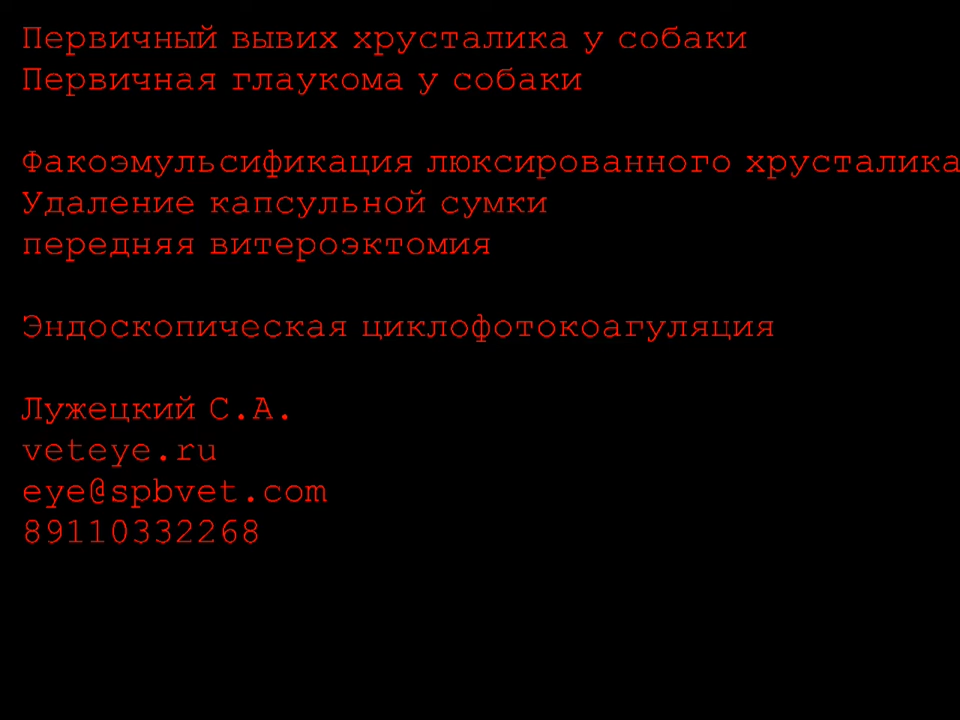 Первичный вывих хрусталика у собаки
Первичная глаукома у собаки
Факоэмульсификация люксированного хрусталика
Удаление капсульной сумки
передняя витероэктомия
Эндоскопическая циклофотокоагуляция
Лужецкий С.А.
veteye.ru
eye@spbvet.com
89110332268